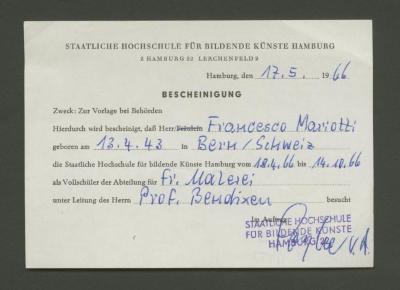 STAATLICHE HOCHSCHULE FÜR BILDENDE KÜNSTE HAMBURG
2 HAMBURG 22 LERCHENFELD 2
Hamburg, den 17.5. 1966
BESCHEINIGUNG
Zweck: Zur Vorlage bei Behörden
Hierdurch wird bescheinigt, daß Herr/Fräulein Francesco Mariotti
geboren am 13.4.43 in Bern/Schweiz
die Staatliche Hochschule für bildende Künste Hamburg vom 18.4.66 bis 14.10.66
als Vollschüler der Abteilung für fr. Malerei
unter Leitung des Herrn Prof. Bendixen besucht
Im Auftrag
STAATLICHE HOCHSCHULE
FÜR BILDENDE KÜNSTE
HAMBURG